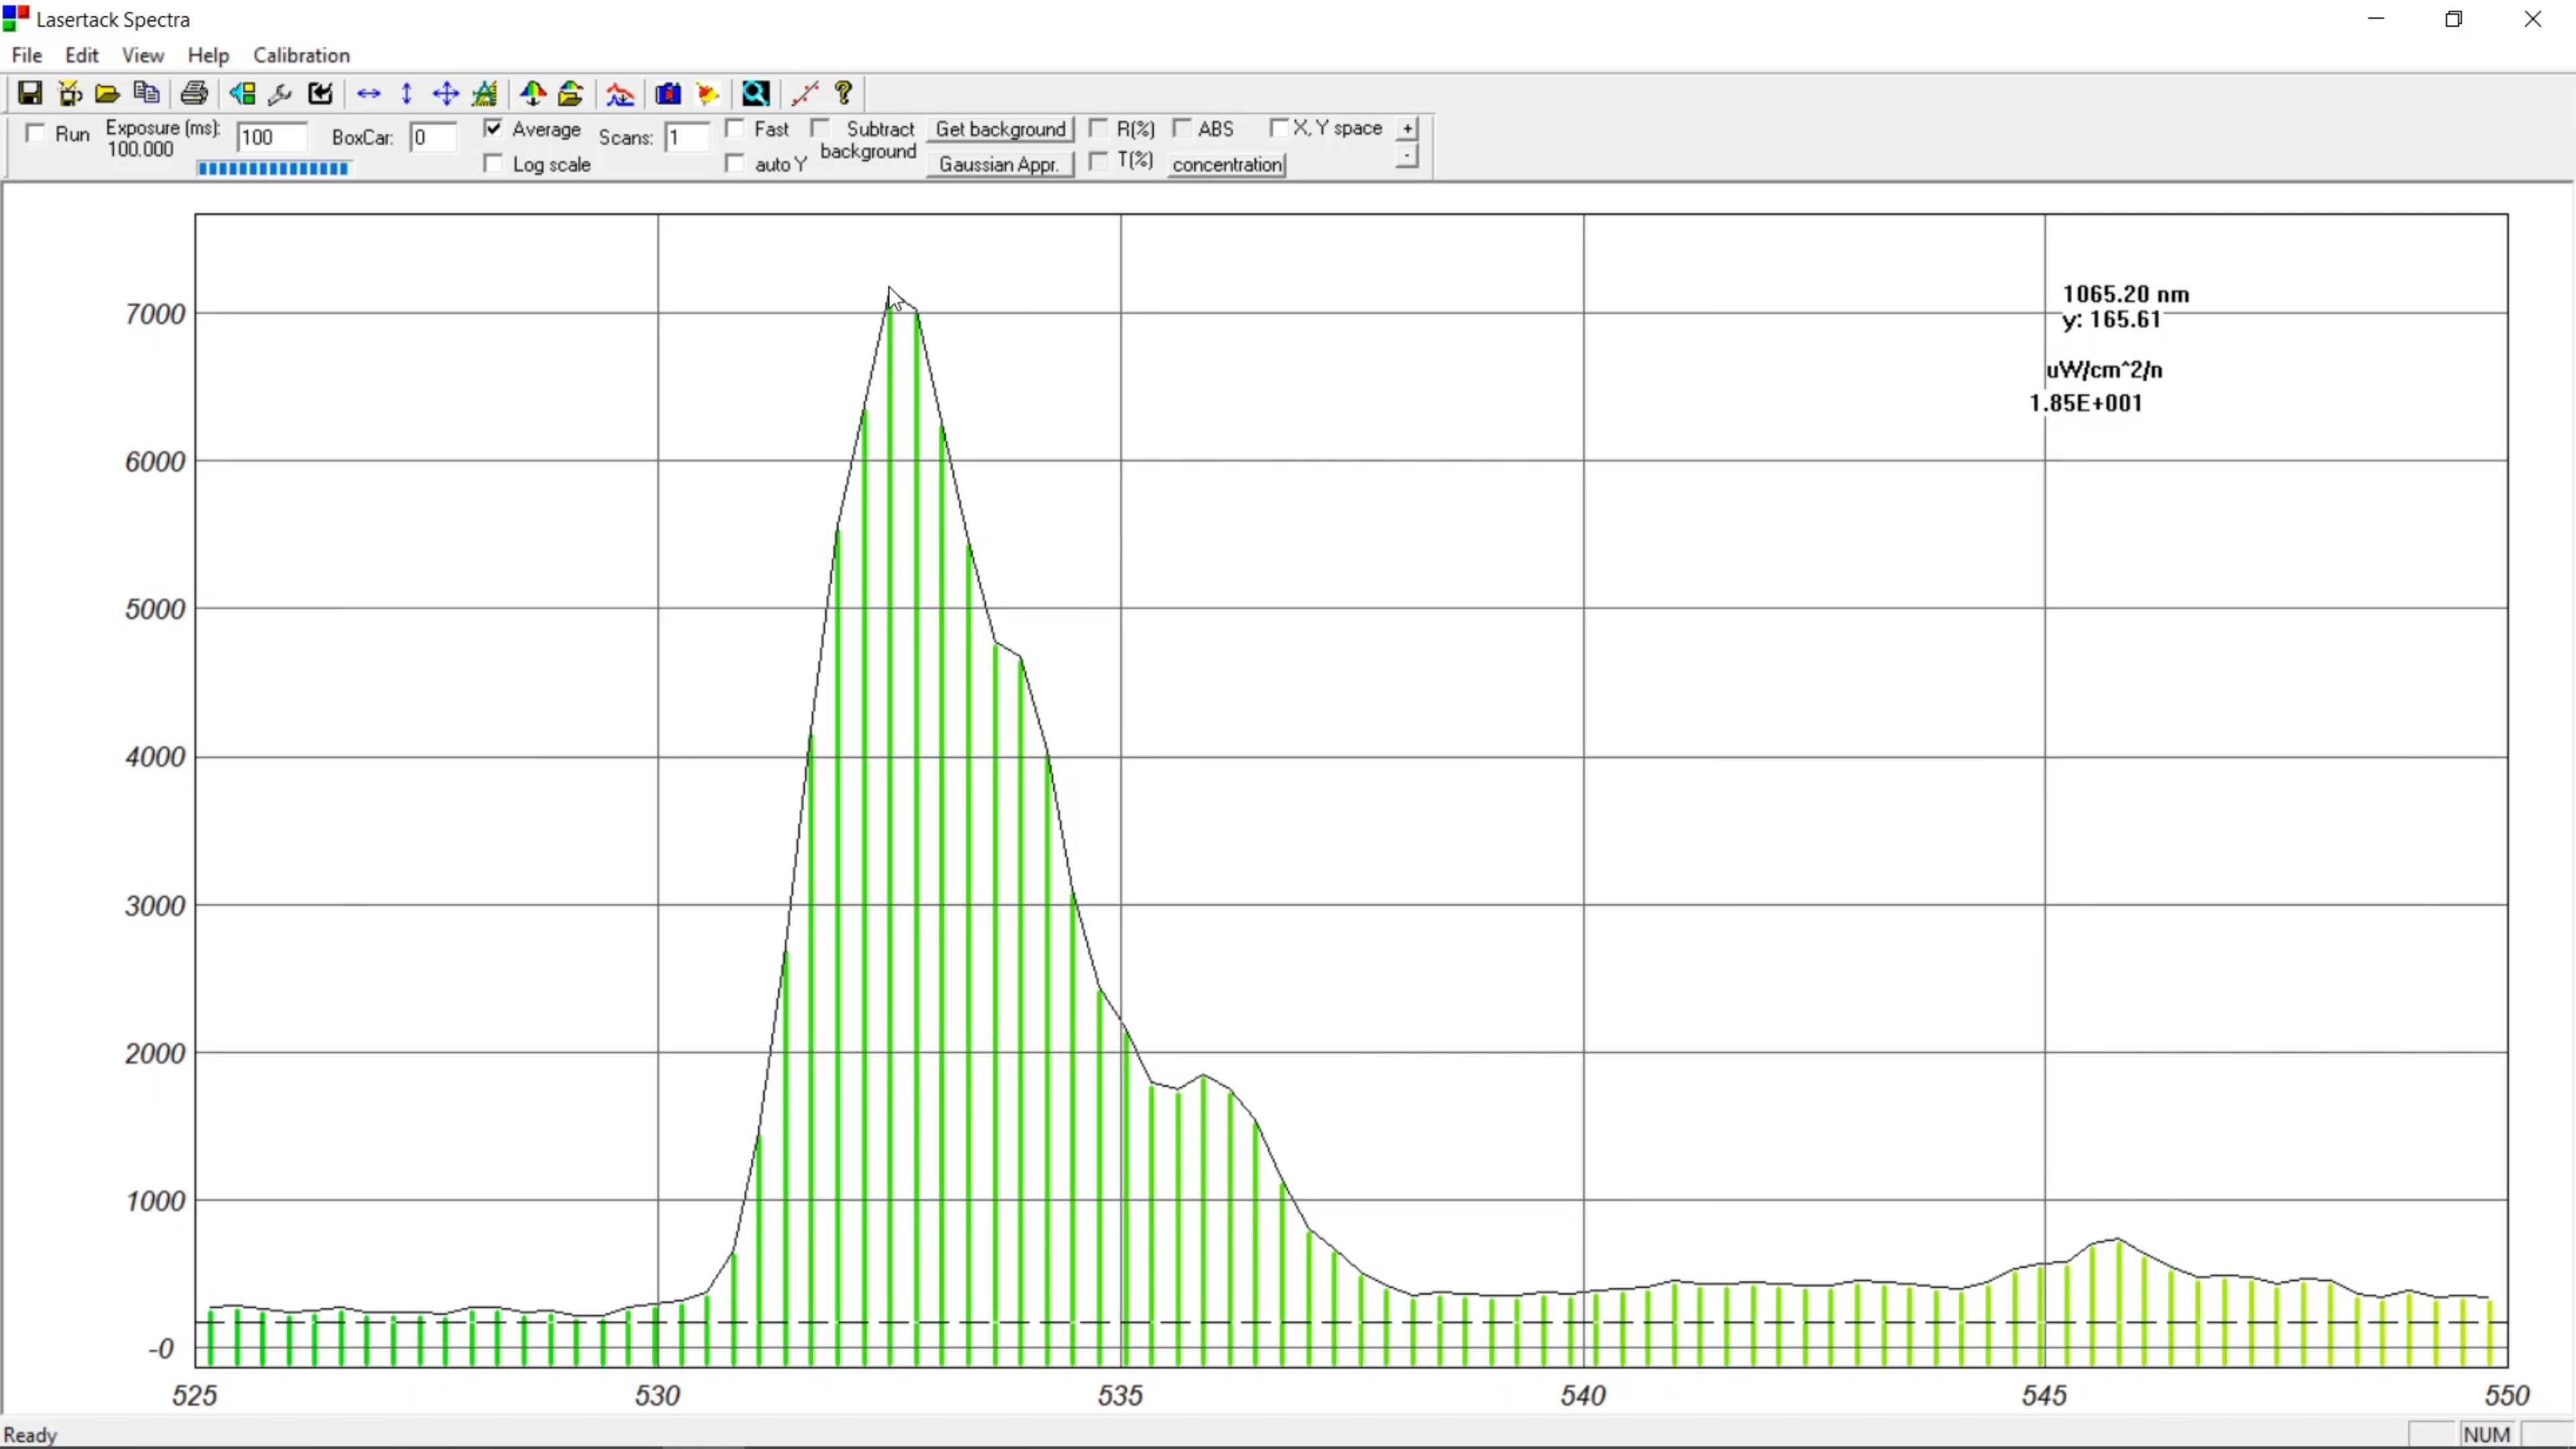 Lasertack Spectra
File Edit View Help Calibration
Run Exposure (ms): 100 BoxCar: 0 Average Scans: 1 Fast Subtract Get background R(%) ABS X, Y space +
100.000 Log scale auto Y background Gaussian Appr. T(%) concentration -
1065.20 nm
7000 y: 165.61
uW/cm^2/n
1.85E+001
6000
5000
4000
3000
2000
1000
-0
525 530 535 540 545 550
Ready NUM